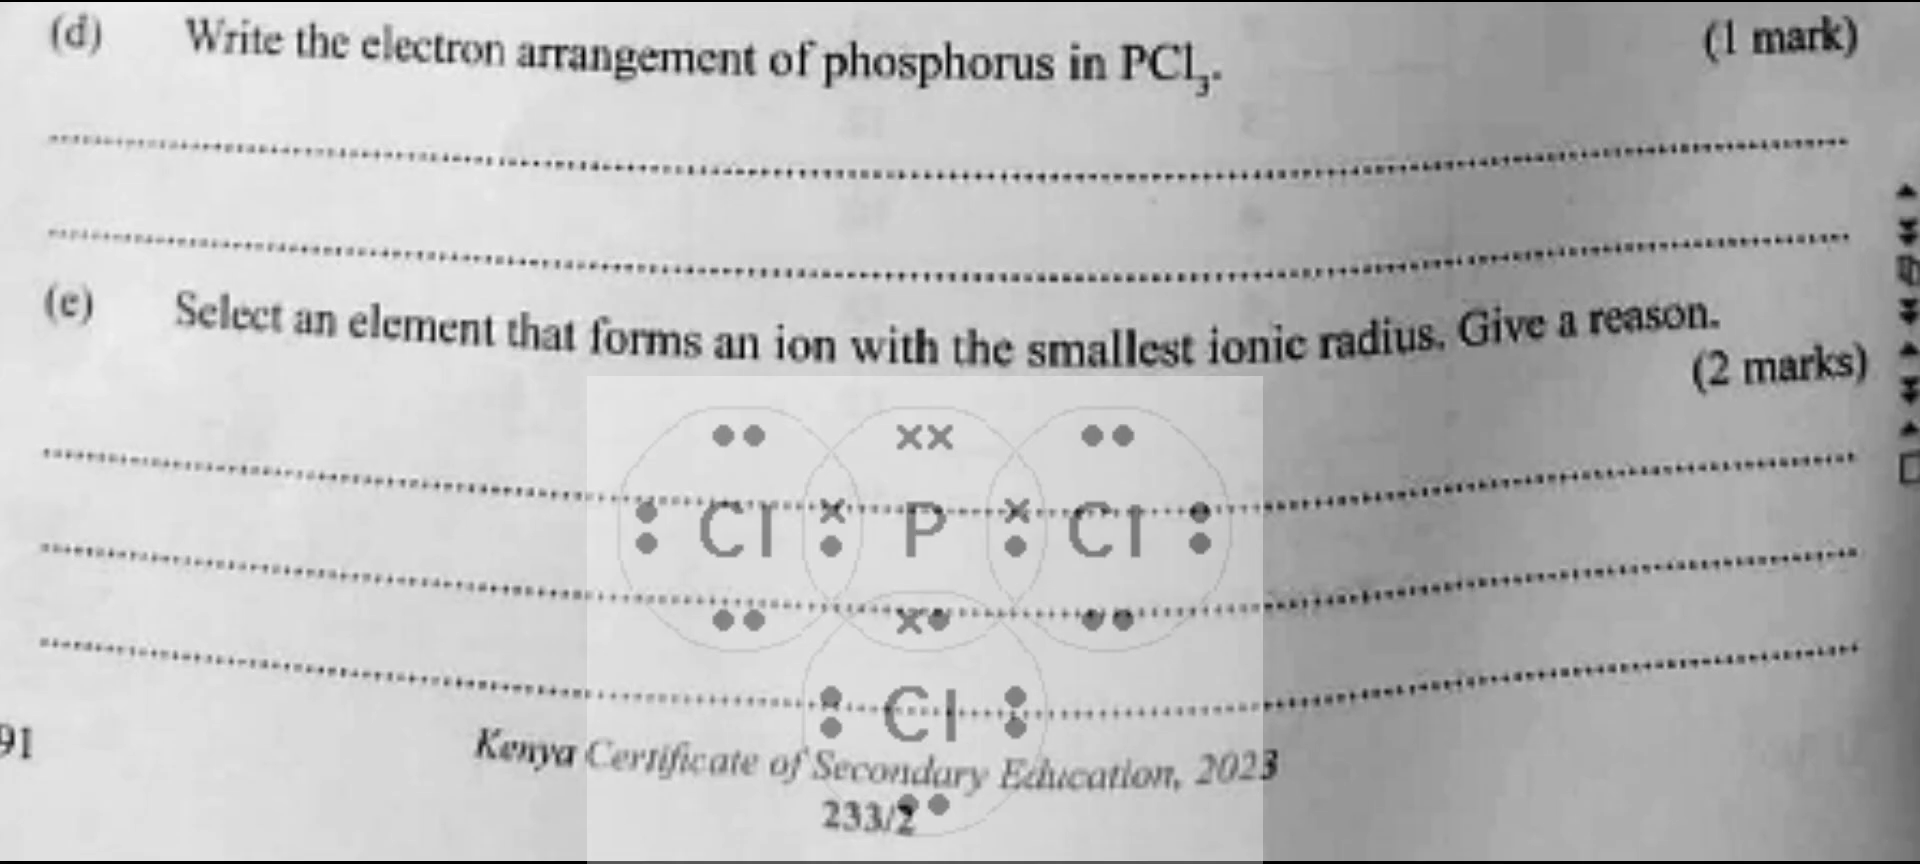 (d) Write the electron arrangement of phosphorus in PCl₃. (1 mark)
(e) Select an element that forms an ion with the smallest ionic radius. Give a reason.
(2 marks)
xx
Cl x P x Cl
x
Cl
91
Kenya Certificate of Secondary Education, 2023
233/2